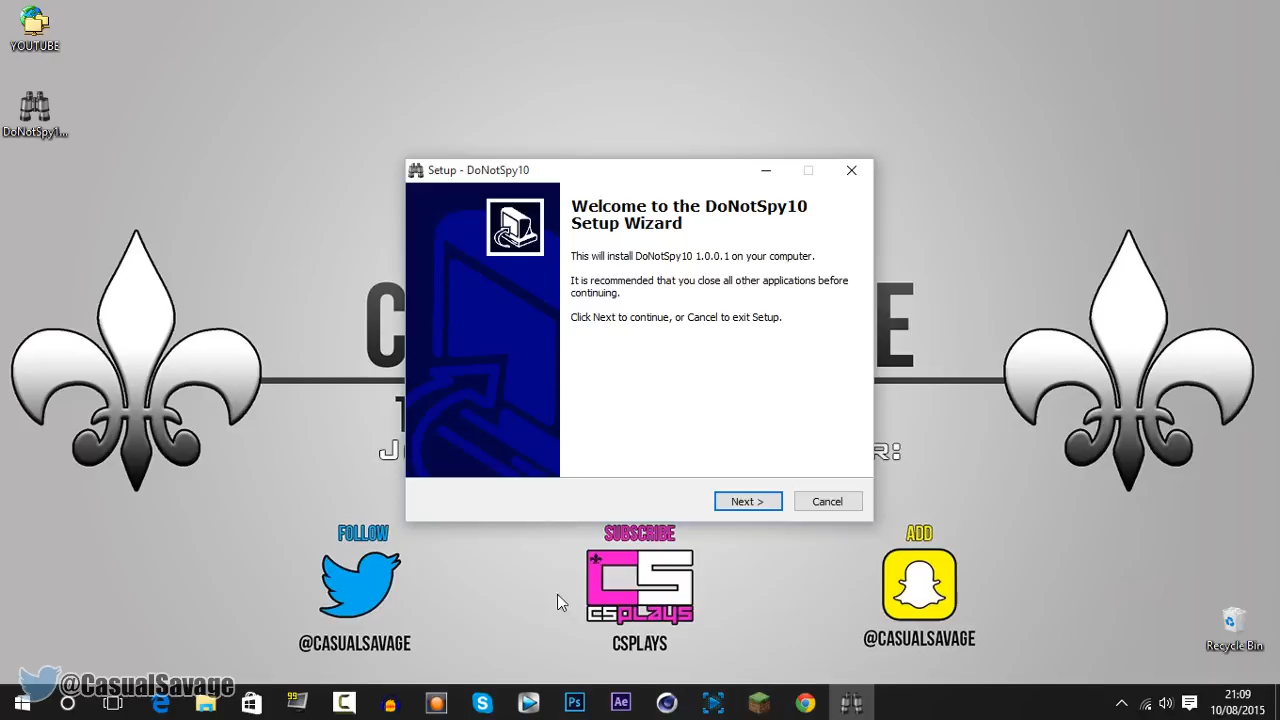 YOUTUBE
DoNotSpy1...
Setup - DoNotSpy10
Welcome to the DoNotSpy10
Setup Wizard
This will install DoNotSpy10 1.0.0.1 on your computer.
It is recommended that you close all other applications before
continuing.
Click Next to continue, or Cancel to exit Setup.
Next >
Cancel
C
E
FOLLOW
SUBSCRIBE
ADD
CS
CSPLAYS
@CASUALSAVAGE
CSPLAYS
@CASUALSAVAGE
Recycle Bin
@CasualSavage
99
Ps
Ae
21:09
10/08/2015